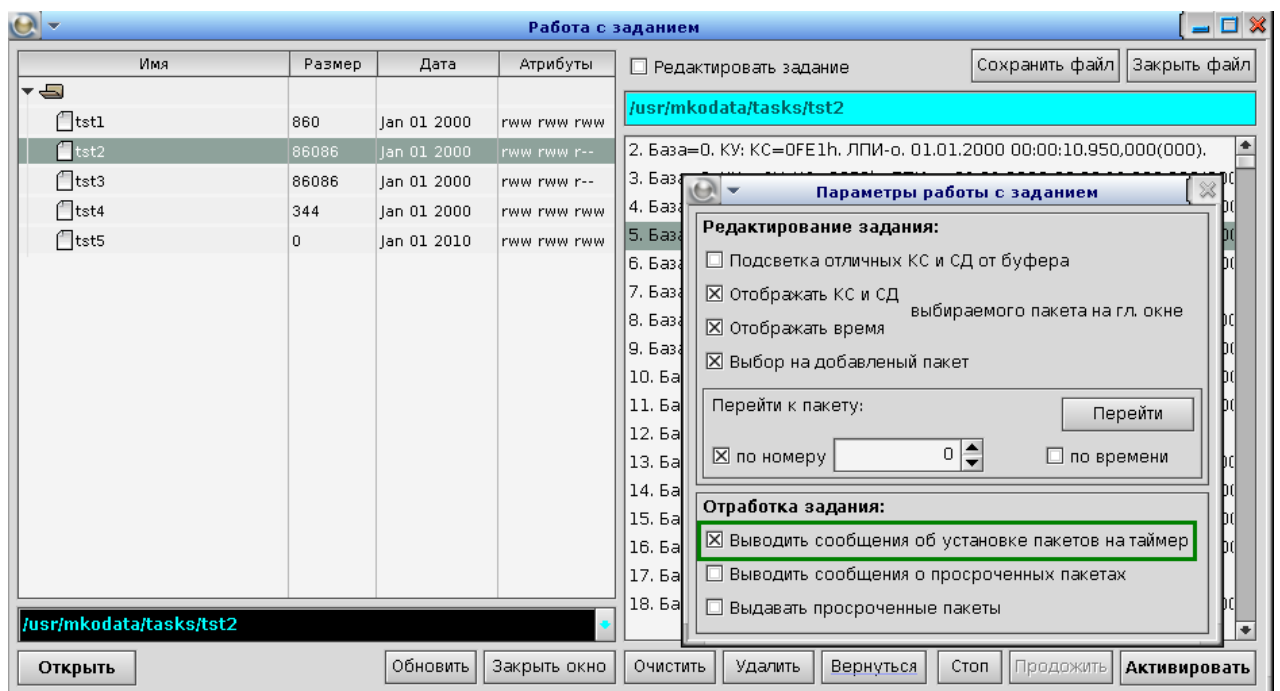 Работа с заданием
Имя Размер Дата Атрибуты
tst1 860 Jan 01 2000 rww rww rww
tst2 86086 Jan 01 2000 rww rww r--
tst3 86086 Jan 01 2000 rww rww r--
tst4 344 Jan 01 2000 rww rww rww
tst5 0 Jan 01 2010 rww rww rww
/usr/mkodata/tasks/tst2
Открыть Обновить Закрыть окно
Редактировать задание Сохранить файл Закрыть файл
/usr/mkodata/tasks/tst2
2. База=0. КУ: КС=0FE1h. ЛПИ-о. 01.01.2000 00:00:10.950,000(000).
3. Баз
4. Баз
5. Баз
6. Баз
7. Баз
8. Баз
9. Баз
10. Ба
11. Ба
12. Ба
13. Ба
14. Ба
15. Ба
16. Ба
17. Ба
18. Ба
Параметры работы с заданием
Редактирование задания:
Подсветка отличных КС и СД от буфера
Отображать КС и СД
выбираемого пакета на гл. окне
Отображать время
Выбор на добавленый пакет
Перейти к пакету:
Перейти
по номеру 0 по времени
Отработка задания:
Выводить сообщения об установке пакетов на таймер
Выводить сообщения о просроченных пакетах
Выдавать просроченные пакеты
Очистить Удалить Вернуться Стоп Продожить Активировать